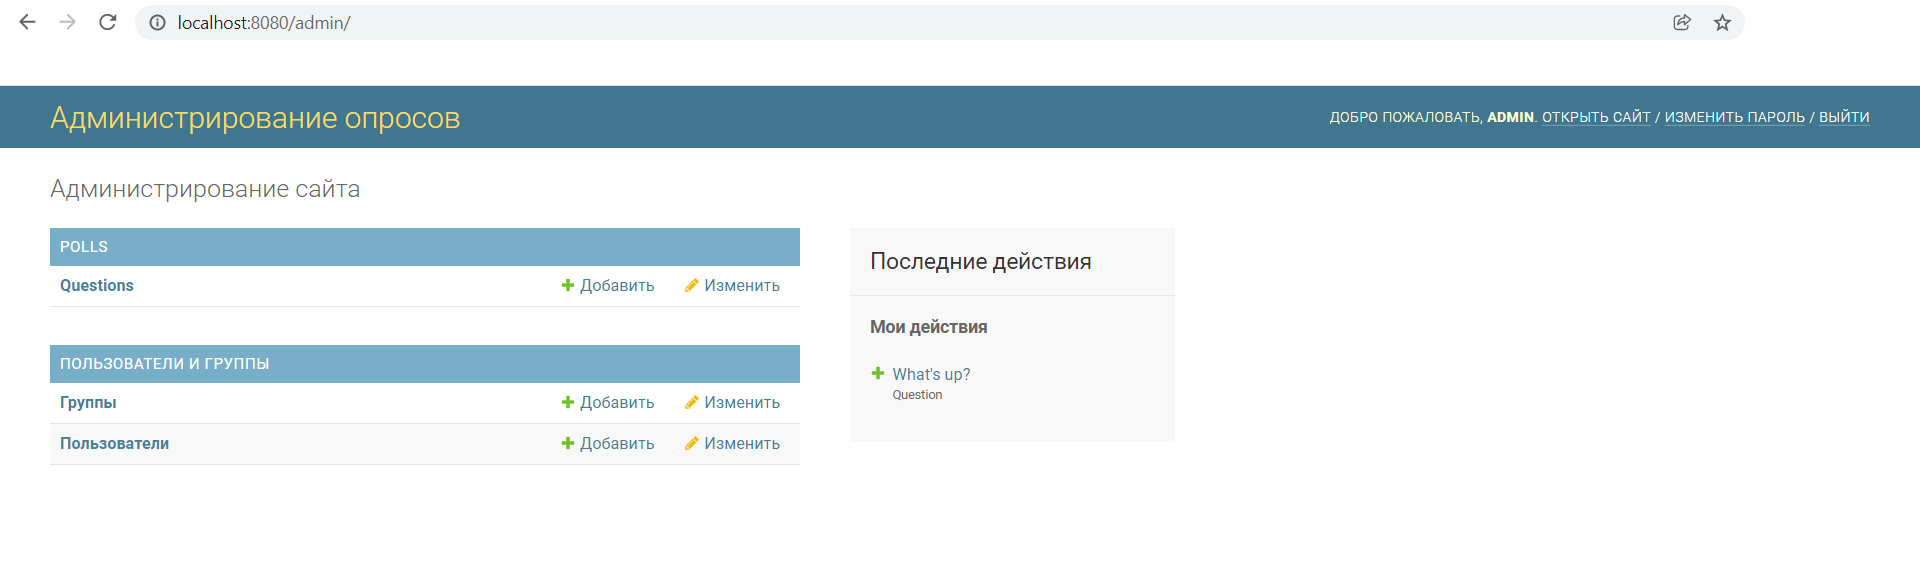 localhost:8080/admin/
Администрирование опросов
ДОБРО ПОЖАЛОВАТЬ, ADMIN. ОТКРЫТЬ САЙТ / ИЗМЕНИТЬ ПАРОЛЬ / ВЫЙТИ
Администрирование сайта
POLLS
Questions Добавить Изменить
ПОЛЬЗОВАТЕЛИ И ГРУППЫ
Группы Добавить Изменить
Пользователи Добавить Изменить
Последние действия
Мои действия
What's up?
Question